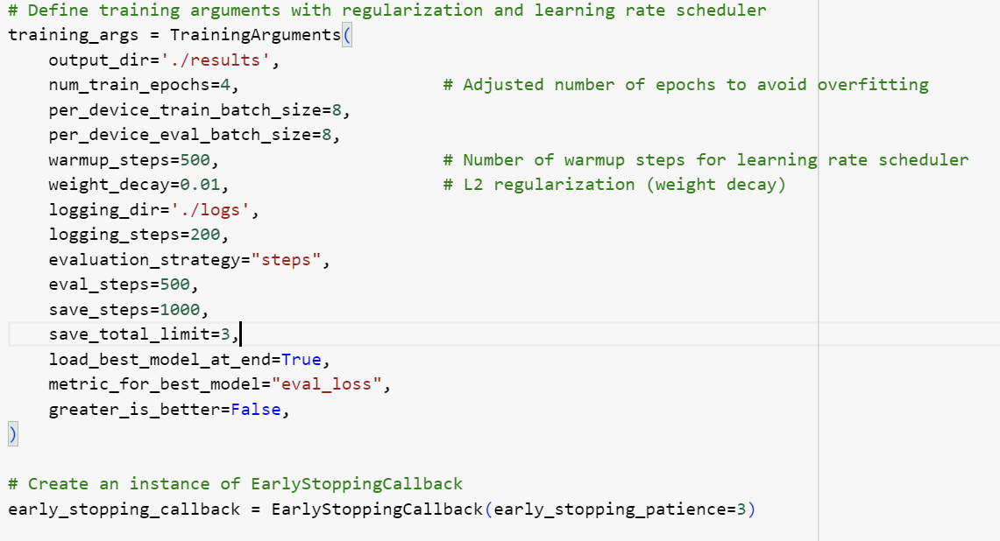 # Define training arguments with regularization and learning rate scheduler
training_args = TrainingArguments(
    output_dir='./results',
    num_train_epochs=4,                    # Adjusted number of epochs to avoid overfitting
    per_device_train_batch_size=8,
    per_device_eval_batch_size=8,
    warmup_steps=500,                      # Number of warmup steps for learning rate scheduler
    weight_decay=0.01,                     # L2 regularization (weight decay)
    logging_dir='./logs',
    logging_steps=200,
    evaluation_strategy="steps",
    eval_steps=500,
    save_steps=1000,
    save_total_limit=3,
    load_best_model_at_end=True,
    metric_for_best_model="eval_loss",
    greater_is_better=False,
)

# Create an instance of EarlyStoppingCallback
early_stopping_callback = EarlyStoppingCallback(early_stopping_patience=3)